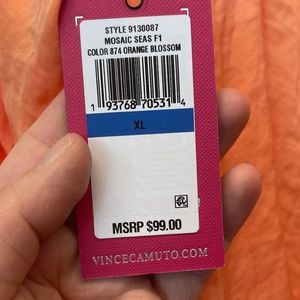 STYLE 9130087
MOSAIC SEAS F1
COLOR 874 ORANGE BLOSSOM
1 93768 70531 4
XL
MSRP $99.00
VINCECAMUTO.COM